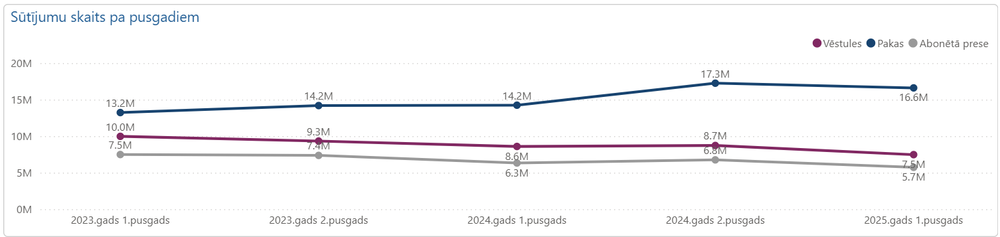 Sūtījumu skaits pa pusgadiem
Vēstules Pakas Abonētā prese
20M
15M
10M
5M
0M
13.2M 14.2M 14.2M 17.3M 16.6M
10.0M 9.3M 8.6M 8.7M 7.5M
7.5M 7.4M 6.3M 6.8M 5.7M
2023.gads 1.pusgads 2023.gads 2.pusgads 2024.gads 1.pusgads 2024.gads 2.pusgads 2025.gads 1.pusgads